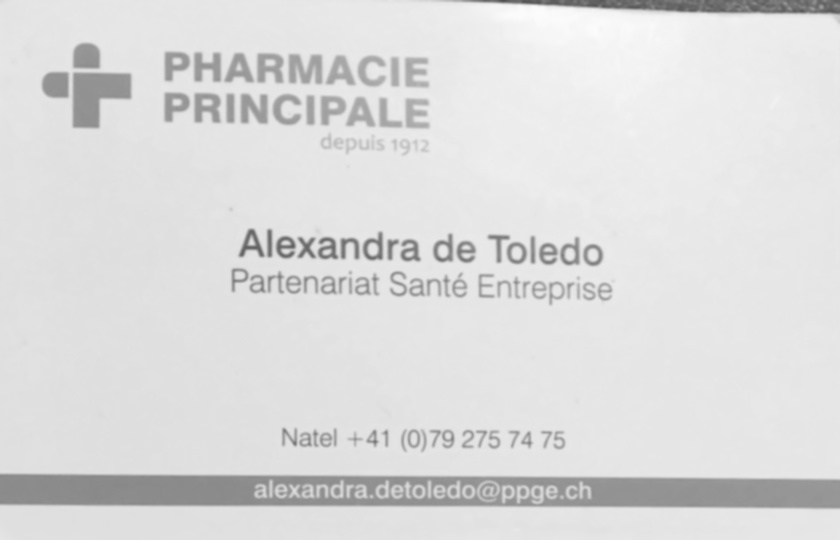 PHARMACIE
PRINCIPALE
depuis 1912
Alexandra de Toledo
Partenariat Santé Entreprise
Natel +41 (0)79 275 74 75
alexandra.detoledo@ppge.ch